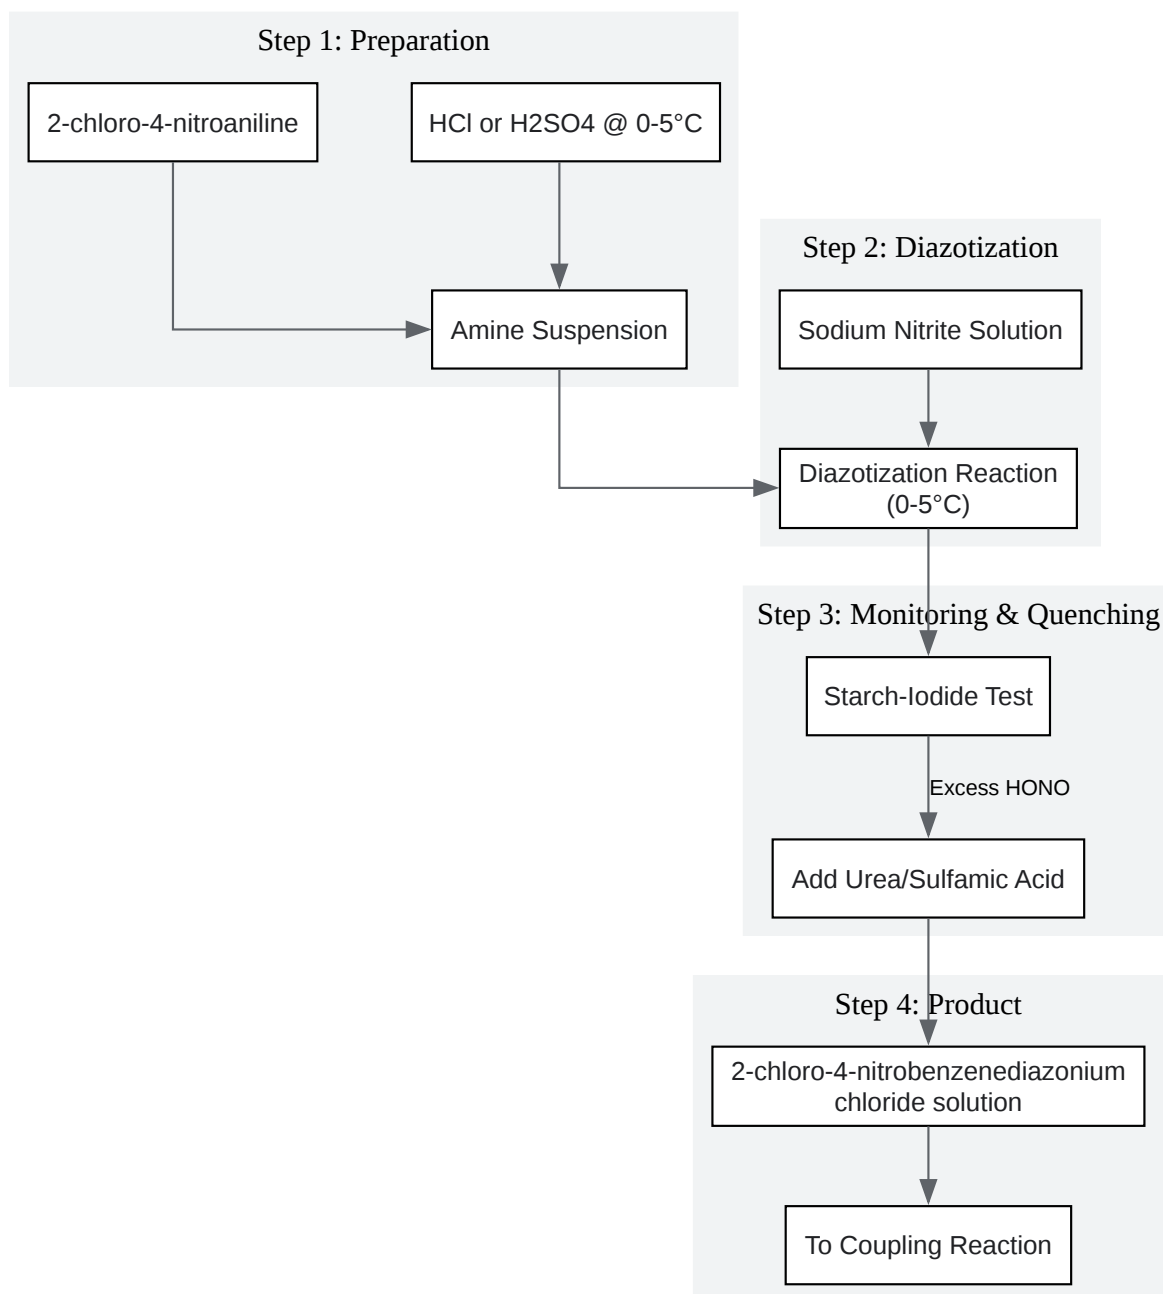 Step 1: Preparation
2-chloro-4-nitroaniline
HCl or H2SO4 @ 0-5°C
Amine Suspension
Step 2: Diazotization
Sodium Nitrite Solution
Diazotization Reaction
(0-5°C)
Step 3: Monitoring & Quenching
Starch-Iodide Test
Excess HONO
Add Urea/Sulfamic Acid
Step 4: Product
2-chloro-4-nitrobenzenediazonium
chloride solution
To Coupling Reaction